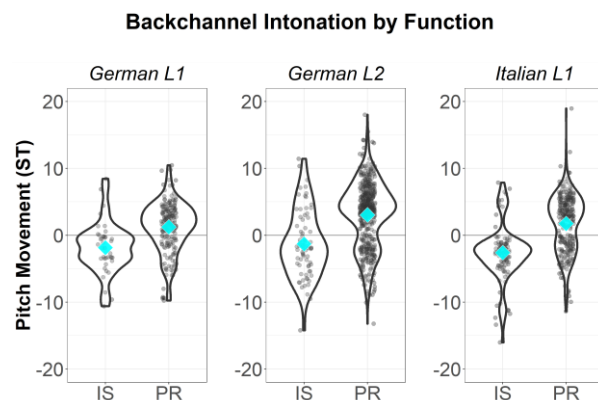 Backchannel Intonation by Function
German L1 German L2 Italian L1
Pitch Movement (ST)
20 20 20
10 10 10
0 0 0
-10 -10 -10
-20 -20 -20
IS PR IS PR IS PR